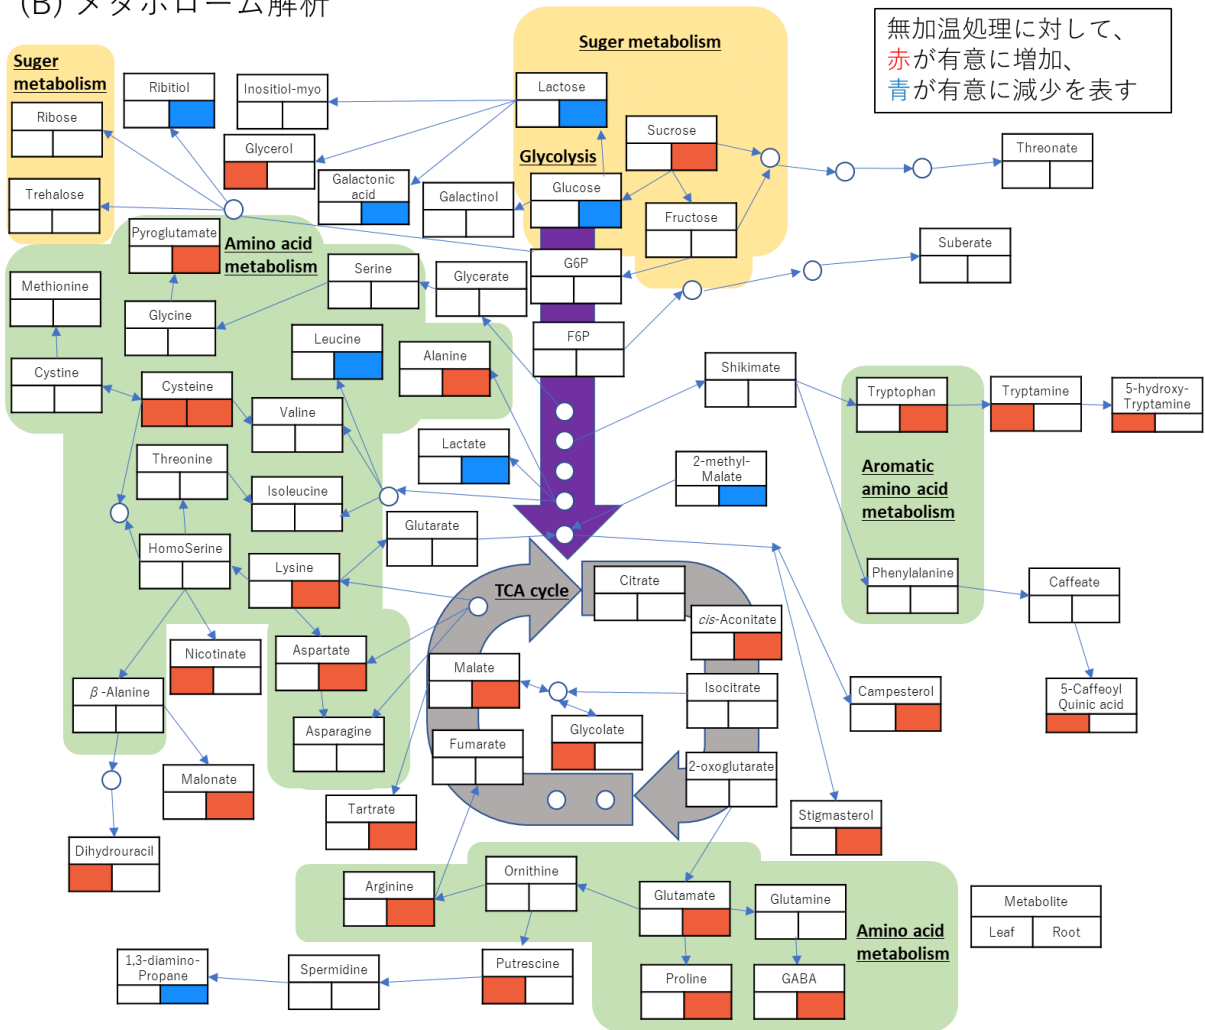 (B) メタボローム解析
無加温処理に対して、
赤が有意に増加、
青が有意に減少を表す
Suger
metabolism
Suger metabolism
Ribitiol
Inositiol-myo
Lactose
Ribose
Sucrose
Glycerol
Threonate
Glycolysis
Galactonic
acid
Trehalose
Galactinol
Glucose
Fructose
Pyroglutamate
Amino acid
metabolism
Suberate
Serine
Glycerate
G6P
Methionine
Glycine
Leucine
F6P
Alanine
Cystine
Cysteine
Shikimate
Tryptophan
Tryptamine
5-hydroxy-
Tryptamine
Valine
Lactate
Threonine
2-methyl-
Malate
Aromatic
amino acid
metabolism
Isoleucine
Glutarate
HomoSerine
Lysine
TCA cycle
Citrate
Phenylalanine
Caffeate
cis-Aconitate
Nicotinate
Aspartate
Malate
Isocitrate
β-Alanine
Campesterol
5-Caffeoyl
Quinic acid
Asparagine
Glycolate
Fumarate
2-oxoglutarate
Malonate
Tartrate
Stigmasterol
Dihydrouracil
Ornithine
Arginine
Glutamate
Glutamine
Metabolite
Leaf
Root
Amino acid
metabolism
1,3-diamino-
Propane
Spermidine
Putrescine
Proline
GABA